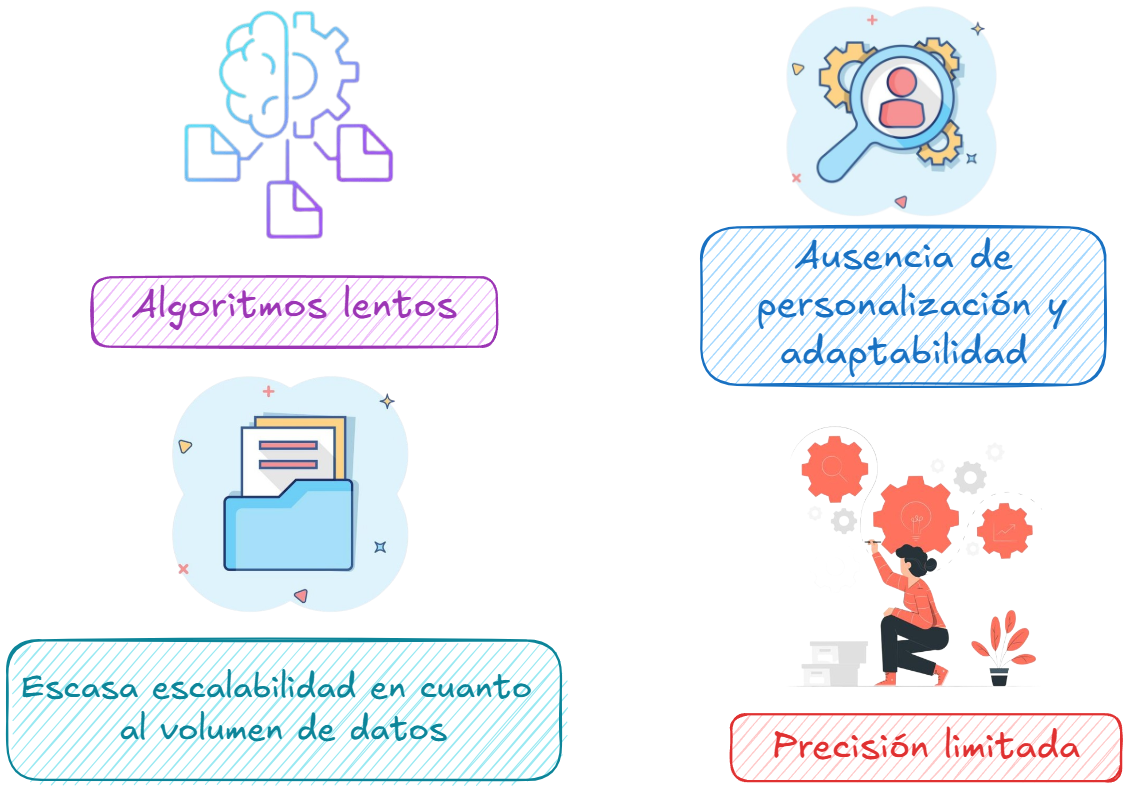 Algoritmos lentos
Ausencia de
personalización y
adaptabilidad
Escasa escalabilidad en cuanto
al volumen de datos
Precisión limitada